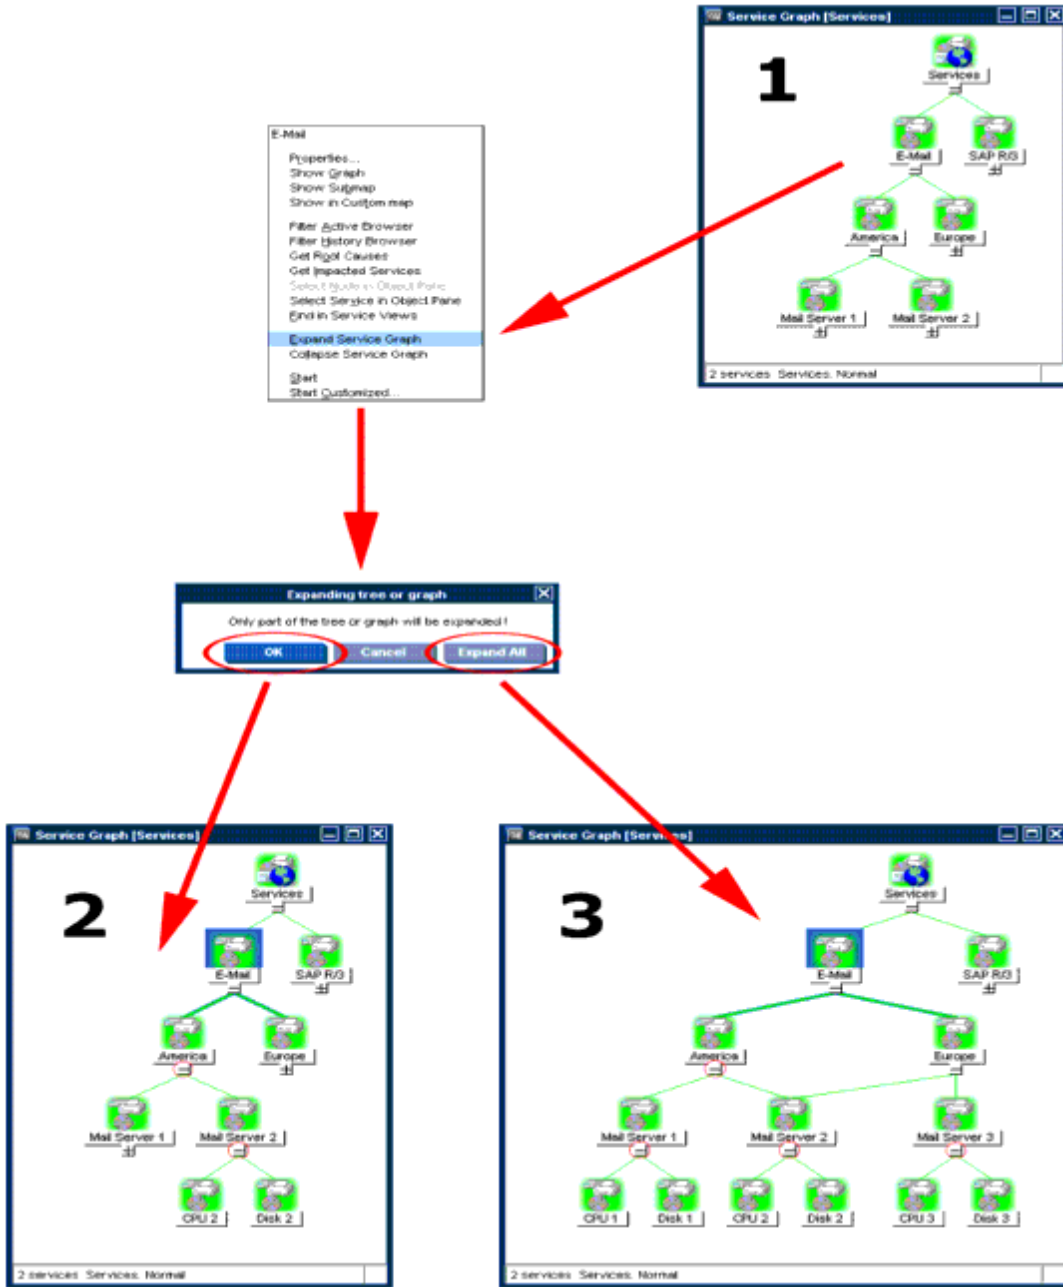 Service Graph [Services]
1
Services
E-Mail
SAP R/3
America
Europe
Mail Server 1
Mail Server 2
2 services Services. Normal
E-Mail
Properties...
Show Graph
Show Submap
Show in Custom map
Filter Active Browser
Filter History Browser
Get Root Causes
Get Impacted Services
Select Node in Object Pane
Select Service in Object Pane
Find in Service Views
Expand Service Graph
Collapse Service Graph
Start
Start Customized...
Expanding tree or graph
Only part of the tree or graph will be expanded !
OK
Cancel
Expand All
Service Graph [Services]
2
Services
E-Mail
SAP R/3
America
Europe
Mail Server 1
Mail Server 2
CPU 2
Disk 2
2 services Services. Normal
Service Graph [Services]
3
Services
E-Mail
SAP R/3
America
Europe
Mail Server 1
Mail Server 2
Mail Server 3
CPU 1
Disk 1
CPU 2
Disk 2
CPU 3
Disk 3
2 services Services. Normal